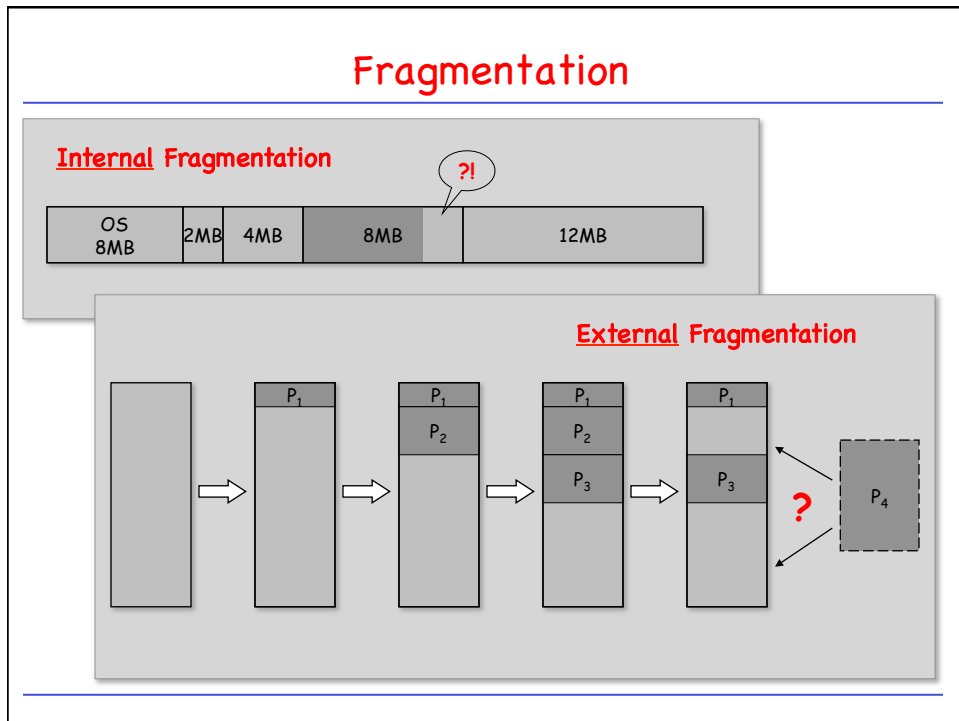 Fragmentation
Internal Fragmentation
?!
OS
8MB
2MB
4MB
8MB
12MB
External Fragmentation
P1
P1
P2
P1
P2
P3
P1
P3
?
P4